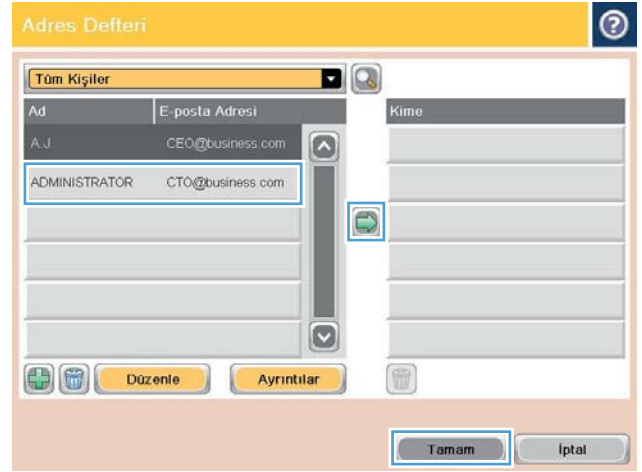 Adres Defteri
Tüm Kişiler
Ad E-posta Adresi Kime
A.J. CEO@business.com
ADMINISTRATOR CTO@business.com
Düzenle Ayrıntılar
Tamam İptal